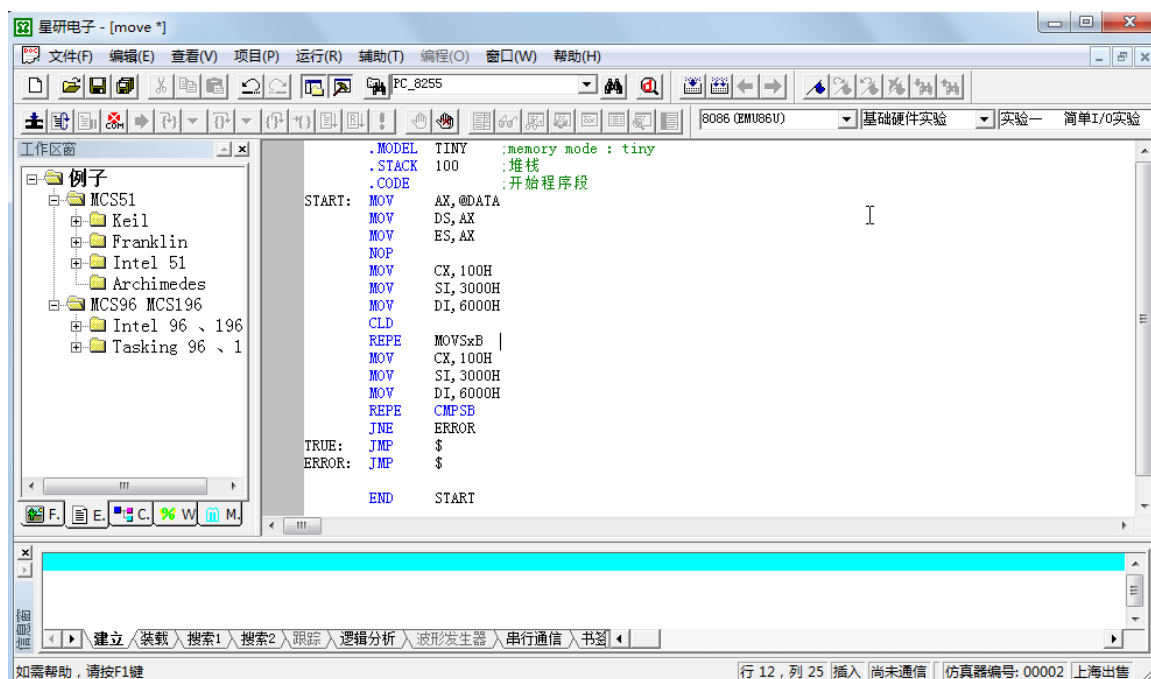 星研电子 - [move *]
文件(F) 编辑(E) 查看(V) 项目(P) 运行(R) 辅助(T) 编程(O) 窗口(W) 帮助(H)
PC_8255
8086 (EMU86U) 基础硬件实验 实验一 简单I/O实验
工作区窗
例子
MCS51
Keil
Franklin
Intel 51
Archimedes
MCS96 MCS196
Intel 96 、196
Tasking 96 、1
F. E. C. W M.
.MODEL TINY ;memory mode : tiny
.STACK 100 ;堆栈
.CODE ;开始程序段
START: MOV AX,@DATA
MOV DS,AX
MOV ES,AX
NOP
MOV CX,100H
MOV SI,3000H
MOV DI,6000H
CLD
REPE MOVSxB
MOV CX,100H
MOV SI,3000H
MOV DI,6000H
REPE CMPSB
JNE ERROR
TRUE: JMP $
ERROR: JMP $
END START
信息窗
建立 装载 搜索1 搜索2 跟踪 逻辑分析 波形发生器 串行通信 书签
如需帮助，请按F1键
行 12，列 25 插入 尚未通信 仿真器编号: 00002 上海出售